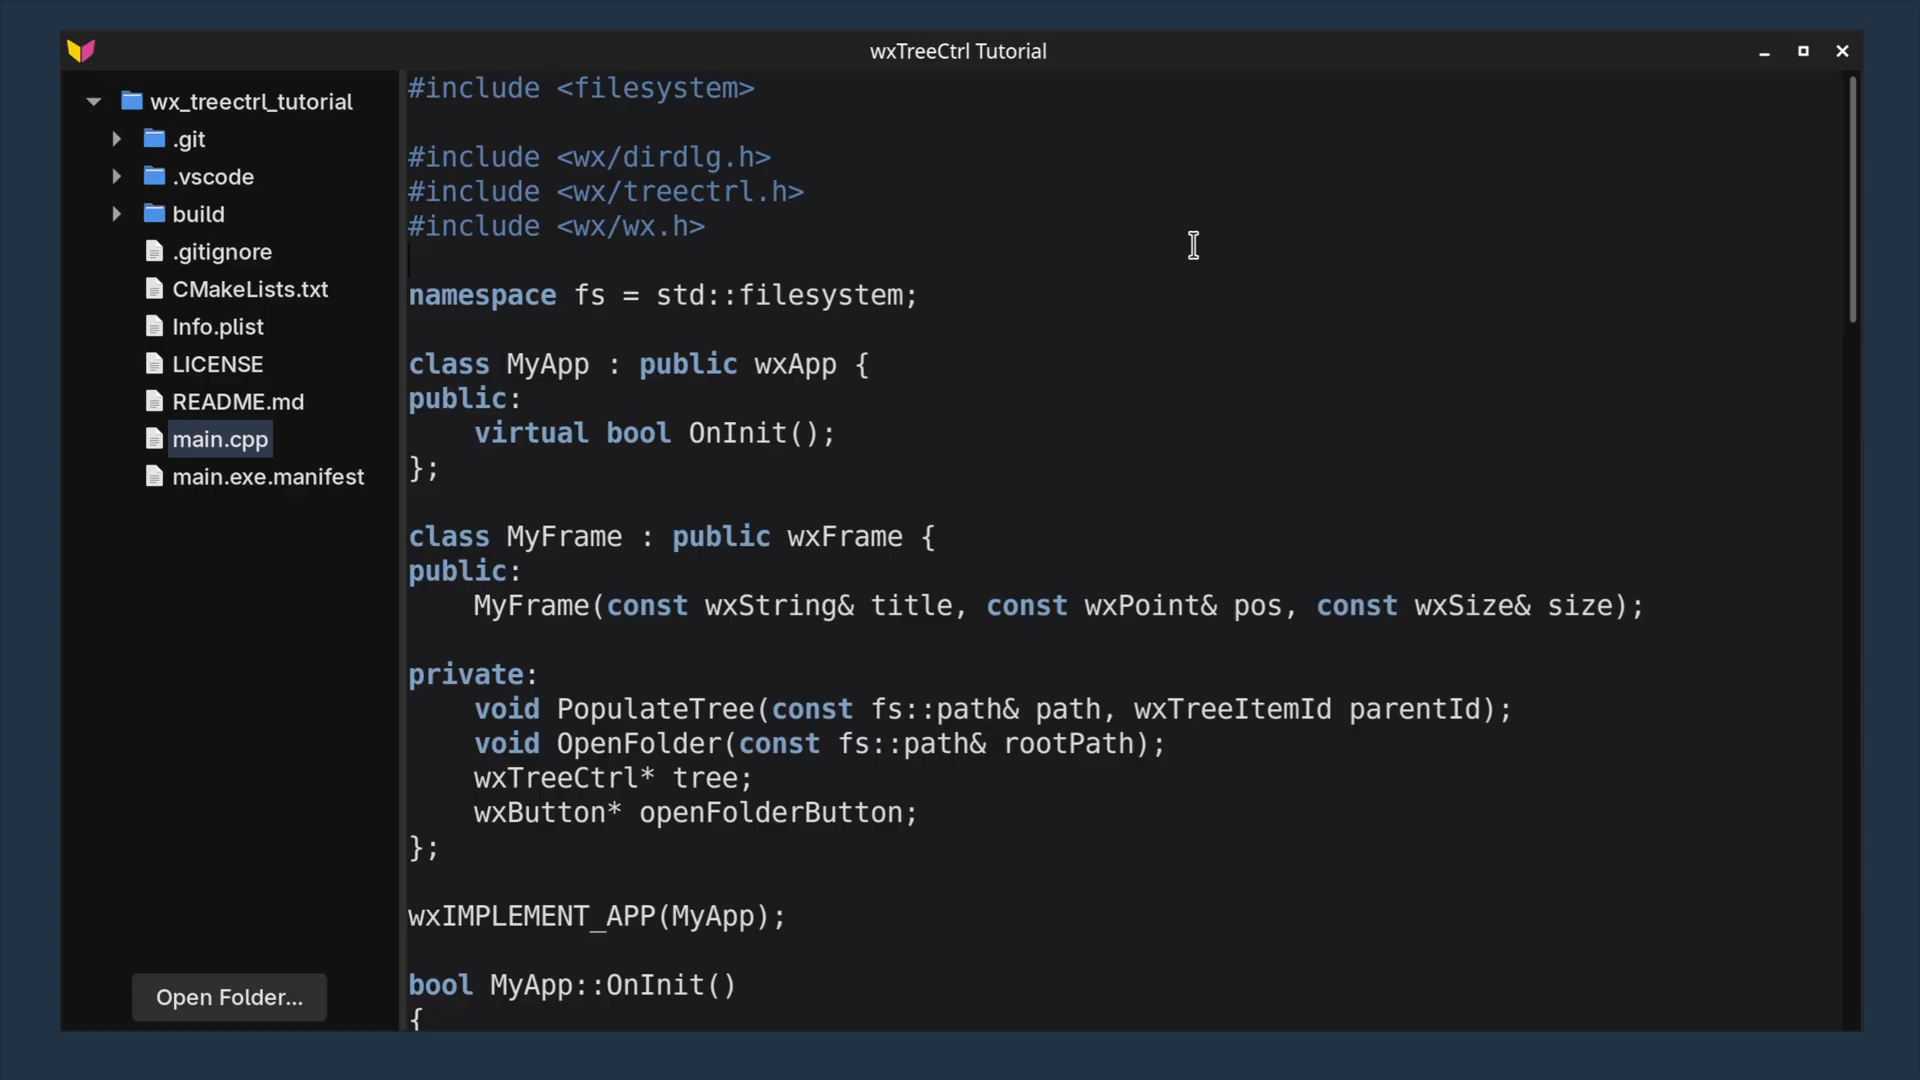 wxTreeCtrl Tutorial
wx_treectrl_tutorial
.git
.vscode
build
.gitignore
CMakeLists.txt
Info.plist
LICENSE
README.md
main.cpp
main.exe.manifest
Open Folder...
#include <filesystem>
#include <wx/dirdlg.h>
#include <wx/treectrl.h>
#include <wx/wx.h>
namespace fs = std::filesystem;
class MyApp : public wxApp {
public:
    virtual bool OnInit();
};
class MyFrame : public wxFrame {
public:
    MyFrame(const wxString& title, const wxPoint& pos, const wxSize& size);
private:
    void PopulateTree(const fs::path& path, wxTreeItemId parentId);
    void OpenFolder(const fs::path& rootPath);
    wxTreeCtrl* tree;
    wxButton* openFolderButton;
};
wxIMPLEMENT_APP(MyApp);
bool MyApp::OnInit()
{